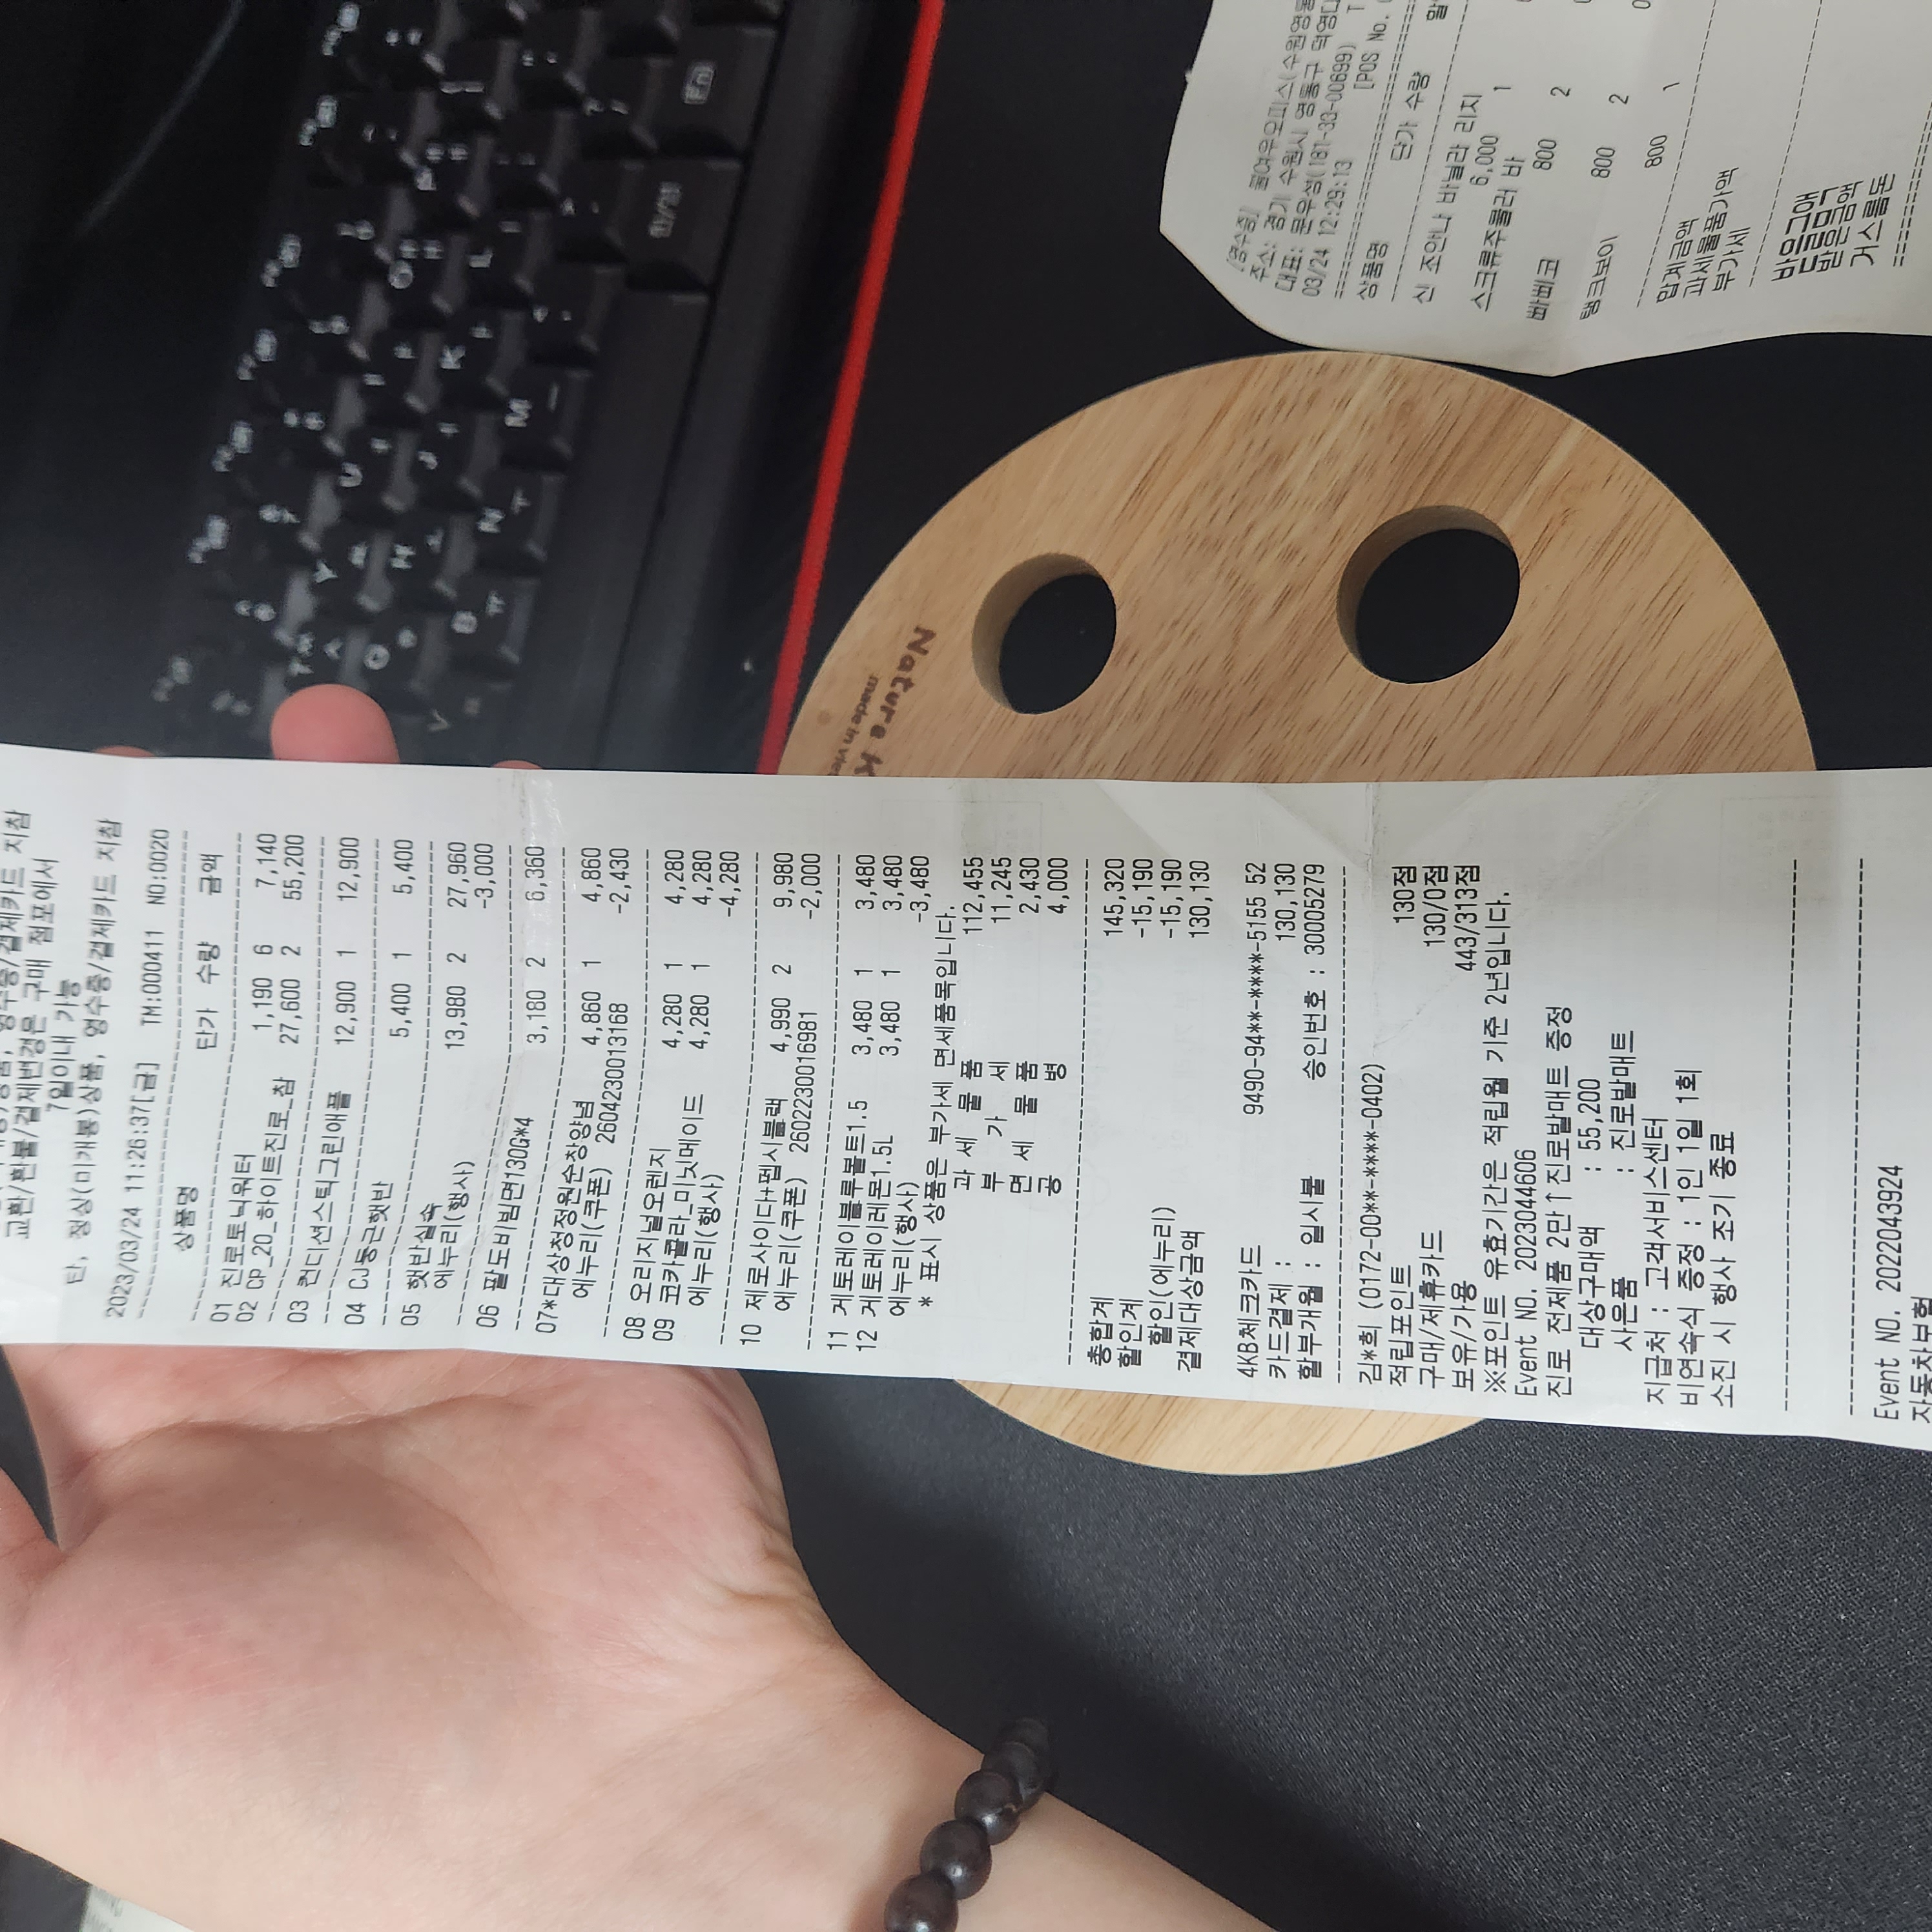 영수증/결제카드 지참
교환/환불/결제변경은 구매 점포에서
7일이내 가능
단, 정상(미개봉)상품, 영수증/결제카드 지참
2023/03/24 11:26:37[금] TM:000411 NO:0020
상품명 단가 수량 금액
01 진로토닉워터 1,190 6 7,140
02 CP_20_하이트진로_참 27,600 2 55,200
03 컨디션스틱그린애플 12,900 1 12,900
04 CJ둥근햇반 5,400 1 5,400
05 햇반실속 13,980 2 27,960
에누리(행사) -3,000
06 팔도비빔면130G*4 3,180 2 6,360
07*대상청정원순창양념 4,860 1 4,860
에누리(쿠폰) 2604230013168 -2,430
08 오리지널오렌지 4,280 1 4,280
09 코카콜라_미닛메이드 4,280 1 4,280
에누리(행사) -4,280
10 제로사이다+펩시블랙 4,990 2 9,980
에누리(쿠폰) 2602230016981 -2,000
11 게토레이블루볼트1.5 3,480 1 3,480
12 게토레이레몬1.5L 3,480 1 3,480
에누리(행사) -3,480
* 표시 상품은 부가세 면세품목입니다.
과 세 물 품 112,455
부 가 세 11,245
면 세 물 품 2,430
공 병 4,000
총합계 145,320
할인계 -15,190
할인(에누리) -15,190
결제대상금액 130,130
4KB체크카드 9490-94**-****-5155 52
카드결제 : 130,130
할부개월 : 일시불 승인번호 : 30005279
김*희 (0172-00**-****-0402)
적립포인트 130점
구매/제휴카드 130/0점
보유/가용 443/313점
※포인트 유효기간은 적립월 기준 2년입니다.
Event NO. 2023044606
진로 전제품 2만↑진로발매트 증정
대상구매액 : 55,200
사은품 : 진로발매트
지급처 : 고객서비스센터
비연속식 증정 : 1인 1일 1회
소진 시 행사 조기 종료
Event NO. 2022043924
자동차보험
Nature
made in
[영수증] 꿀여우오피스(수원영통
주소: 경기 수원시 영통구 덕영대
대표: 문우성(181-33-00699) T
03/24 12:29:13 [POS No.
상품명 단가 수량 할
신 조안나 바닐라 리지
6,000 1
스크류주물러 바
800 2
빠삐코
800 2
탱크보이
800 1
합계금액
과세물품가액
부가세
받을금액
받은금액
거스름돈
F
Y
U
G
H
J
K
L
V
B
N
M
한/영
Fn